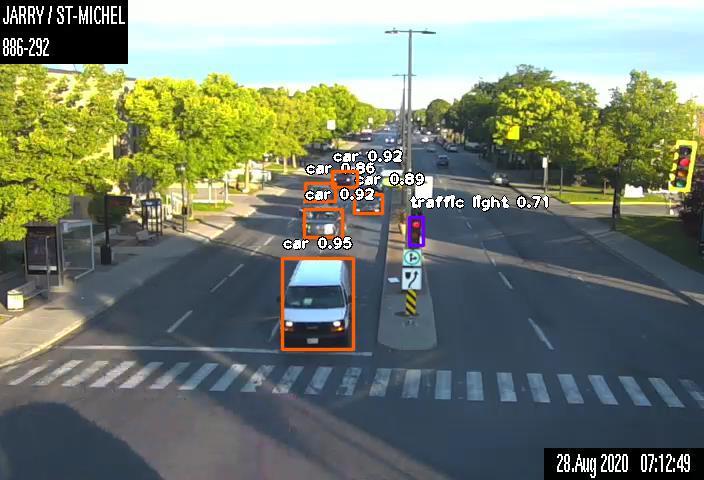 JARRY / ST-MICHEL
886-292
car 0.92
car 0.86
car 0.89
car 0.92
traffic light 0.71
car 0.95
28.Aug 2020 07:12:49